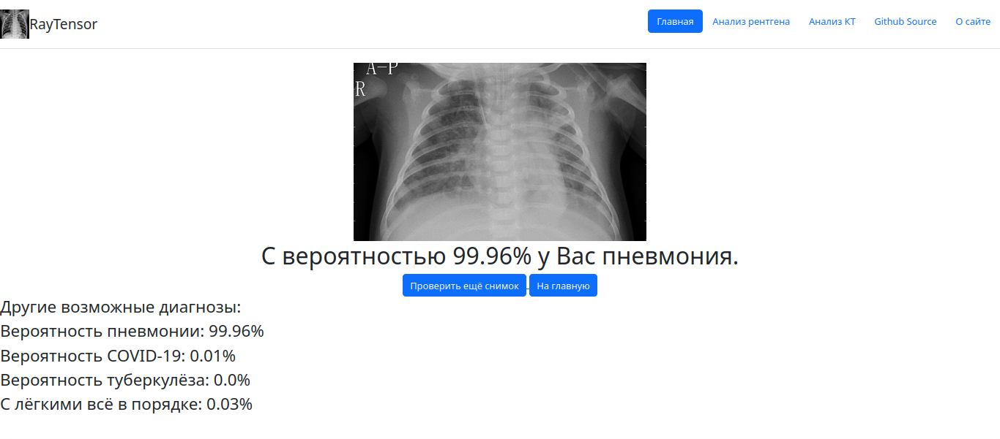 RayTensor
Главная Анализ рентгена Анализ КТ Github Source О сайте
A-P
R
С вероятностью 99.96% у Вас пневмония.
Проверить ещё снимок На главную
Другие возможные диагнозы:
Вероятность пневмонии: 99.96%
Вероятность COVID-19: 0.01%
Вероятность туберкулёза: 0.0%
С лёгкими всё в порядке: 0.03%